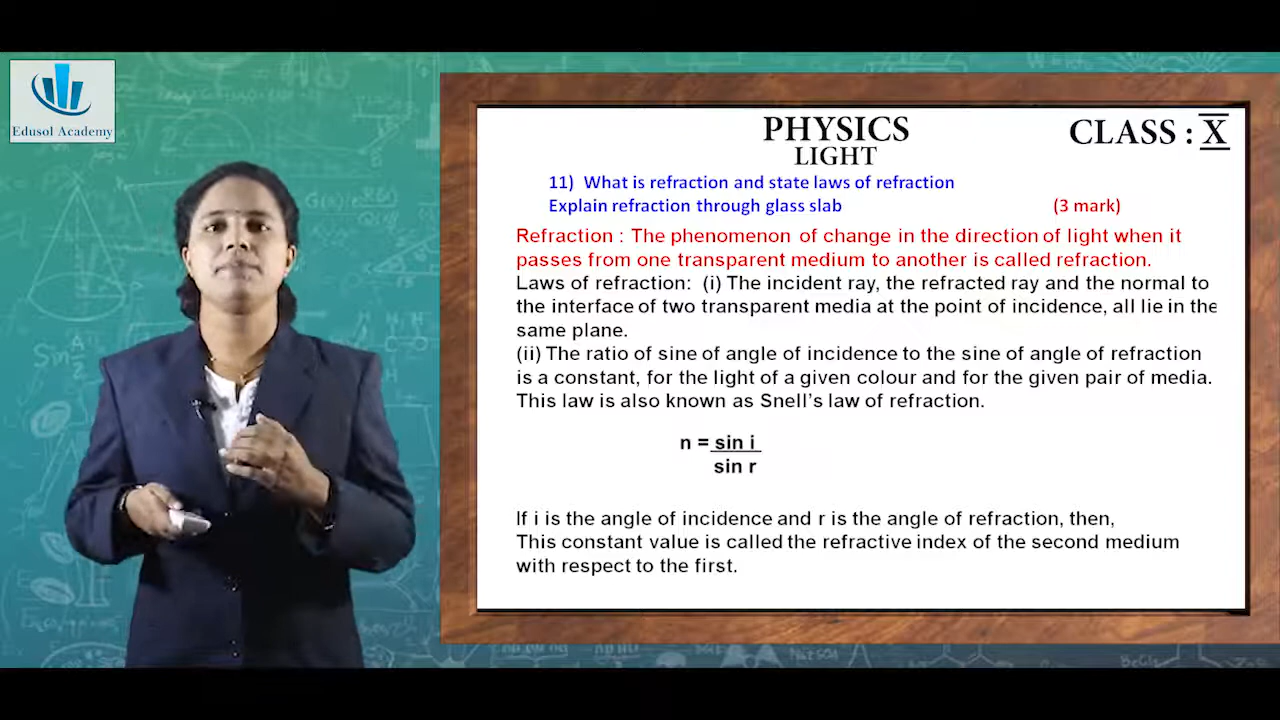 Edusol Academy
PHYSICS
CLASS : X
LIGHT
11) What is refraction and state laws of refraction
Explain refraction through glass slab (3 mark)
Refraction : The phenomenon of change in the direction of light when it
passes from one transparent medium to another is called refraction.
Laws of refraction: (i) The incident ray, the refracted ray and the normal to
the interface of two transparent media at the point of incidence, all lie in the
same plane.
(ii) The ratio of sine of angle of incidence to the sine of angle of refraction
is a constant, for the light of a given colour and for the given pair of media.
This law is also known as Snell's law of refraction.
n = sin i
sin r
If i is the angle of incidence and r is the angle of refraction, then,
This constant value is called the refractive index of the second medium
with respect to the first.